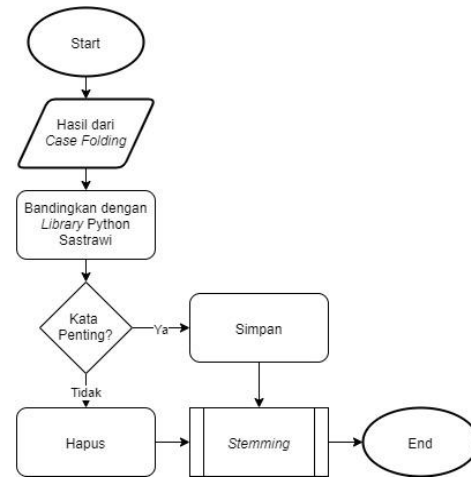 Start
Hasil dari
Case Folding
Bandingkan dengan
Library Python
Sastrawi
Kata
Penting?
Ya
Simpan
Tidak
Hapus
Stemming
End